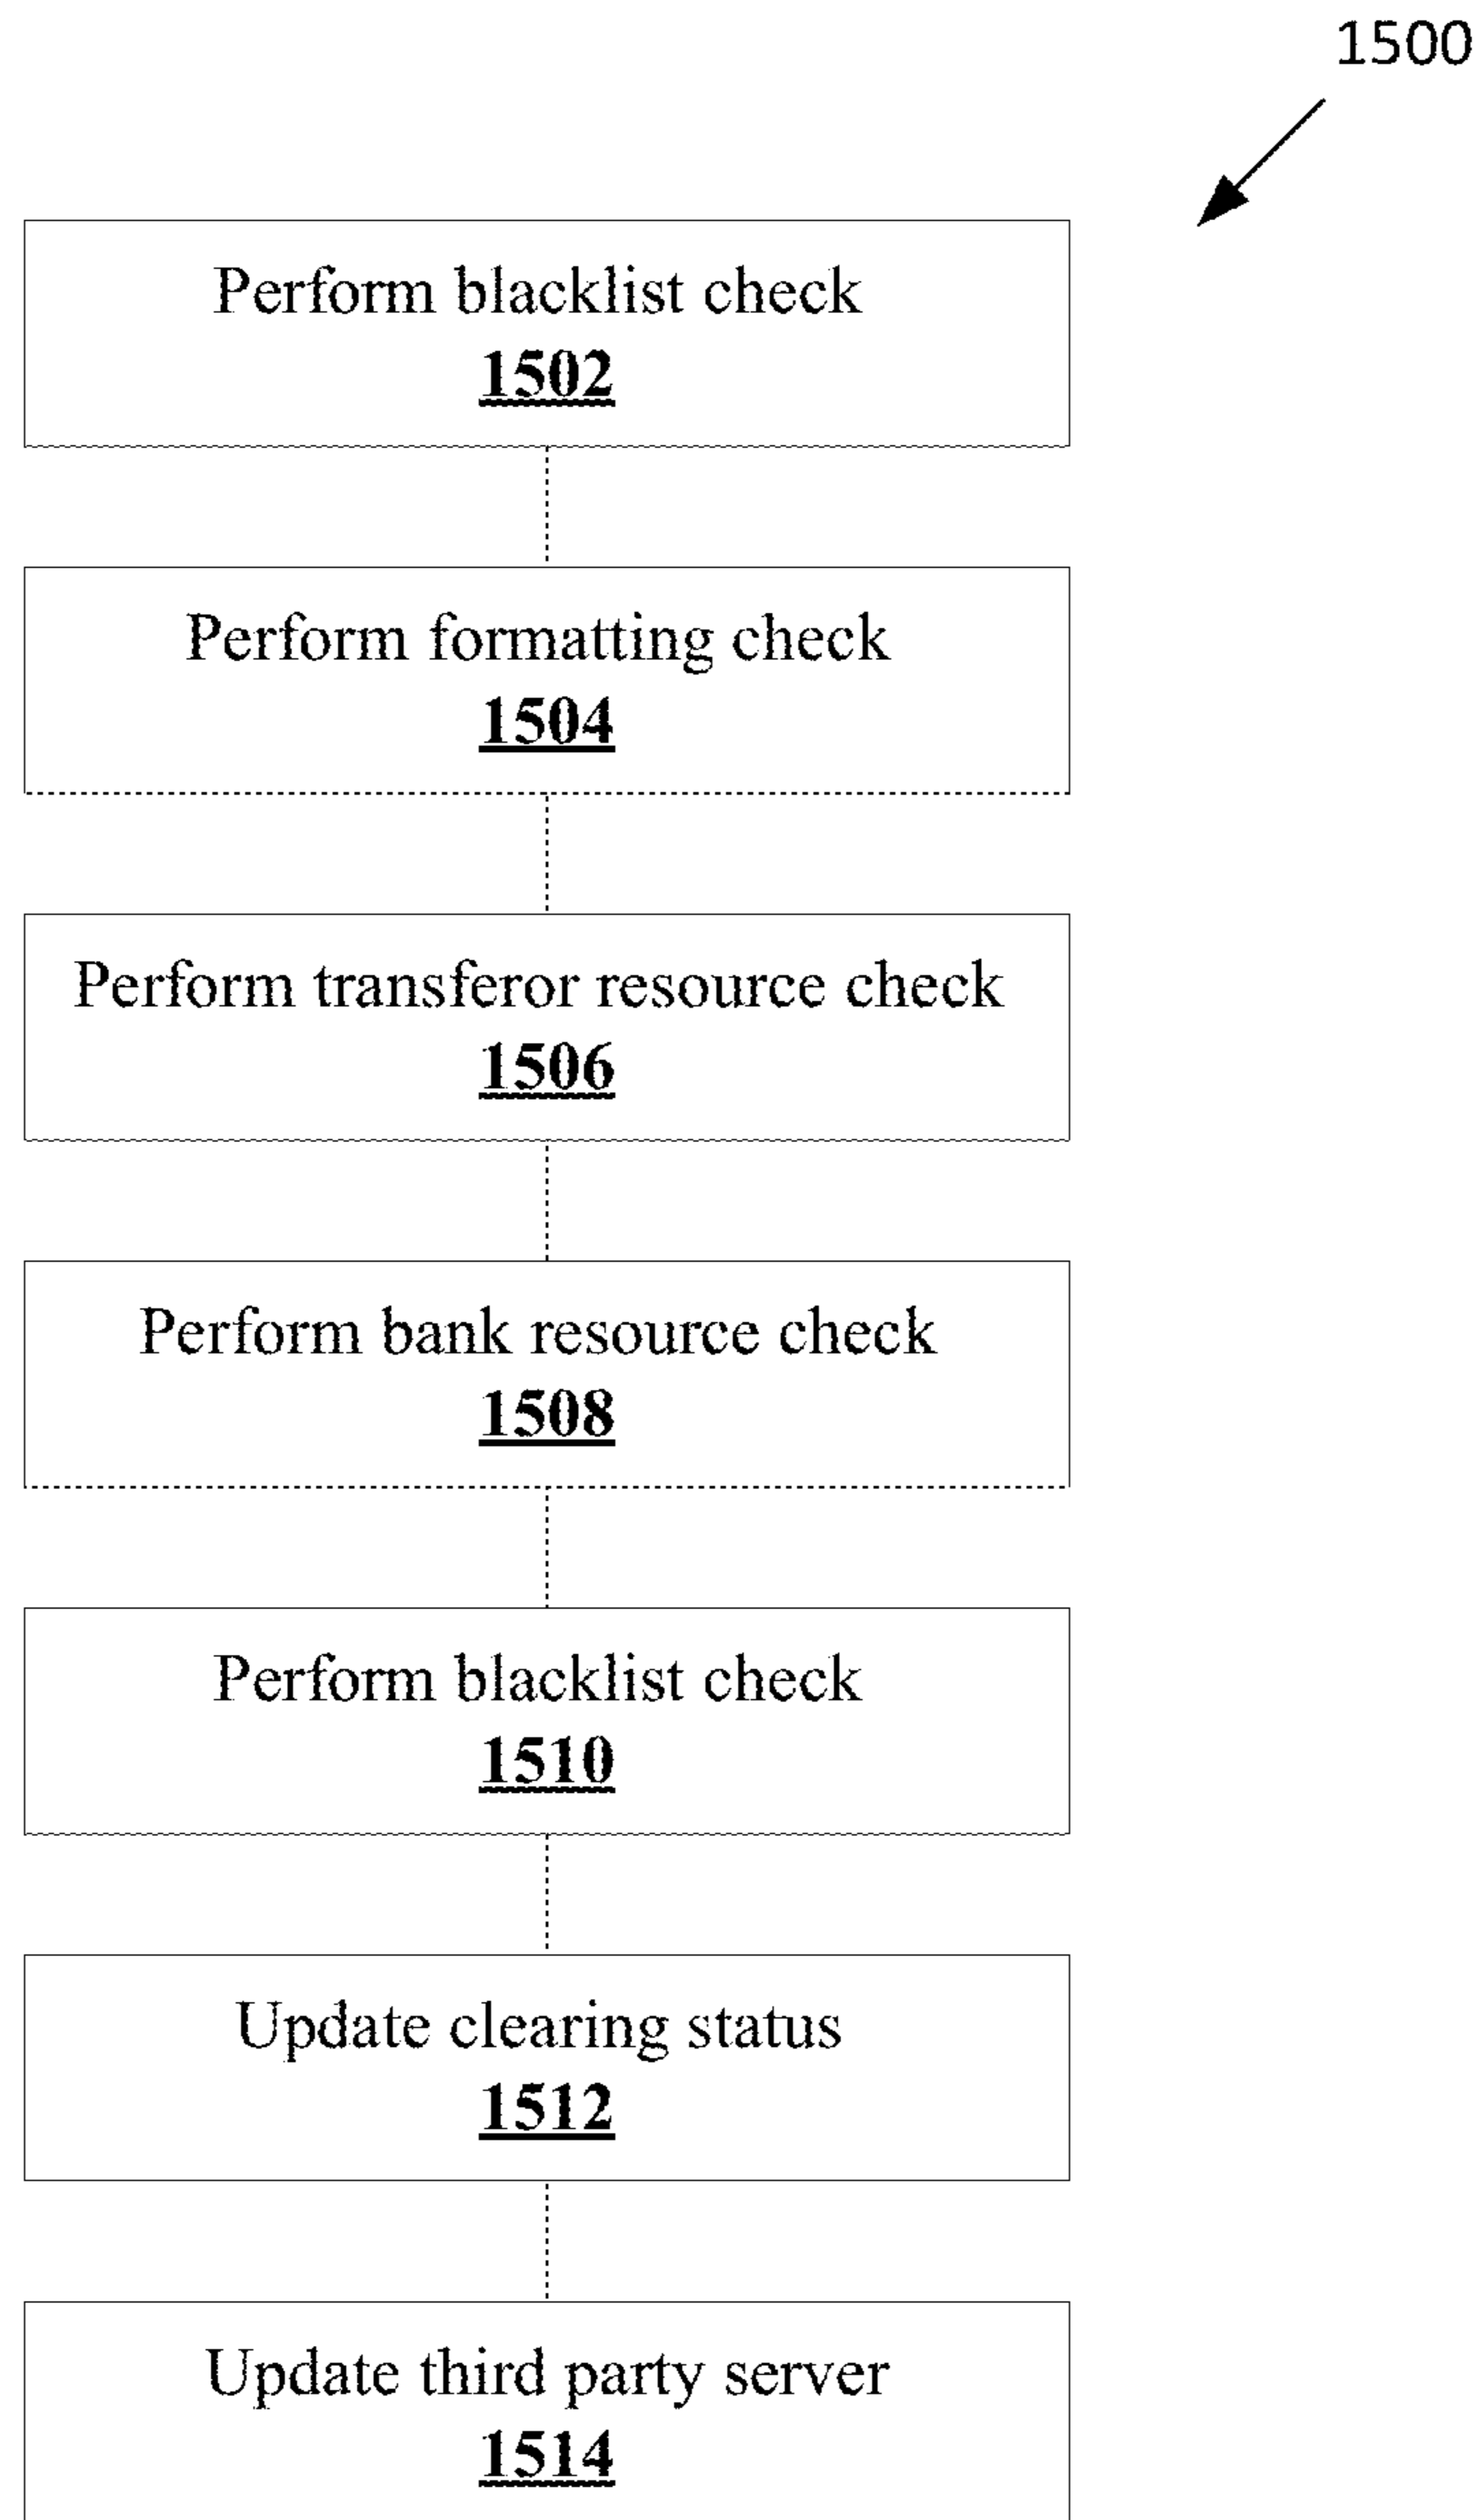 1500
Perform blacklist check
1502
Perform formatting check
1504
Perform transferor resource check
1506
Perform bank resource check
1508
Perform blacklist check
1510
Update clearing status
1512
Update third party server
1514